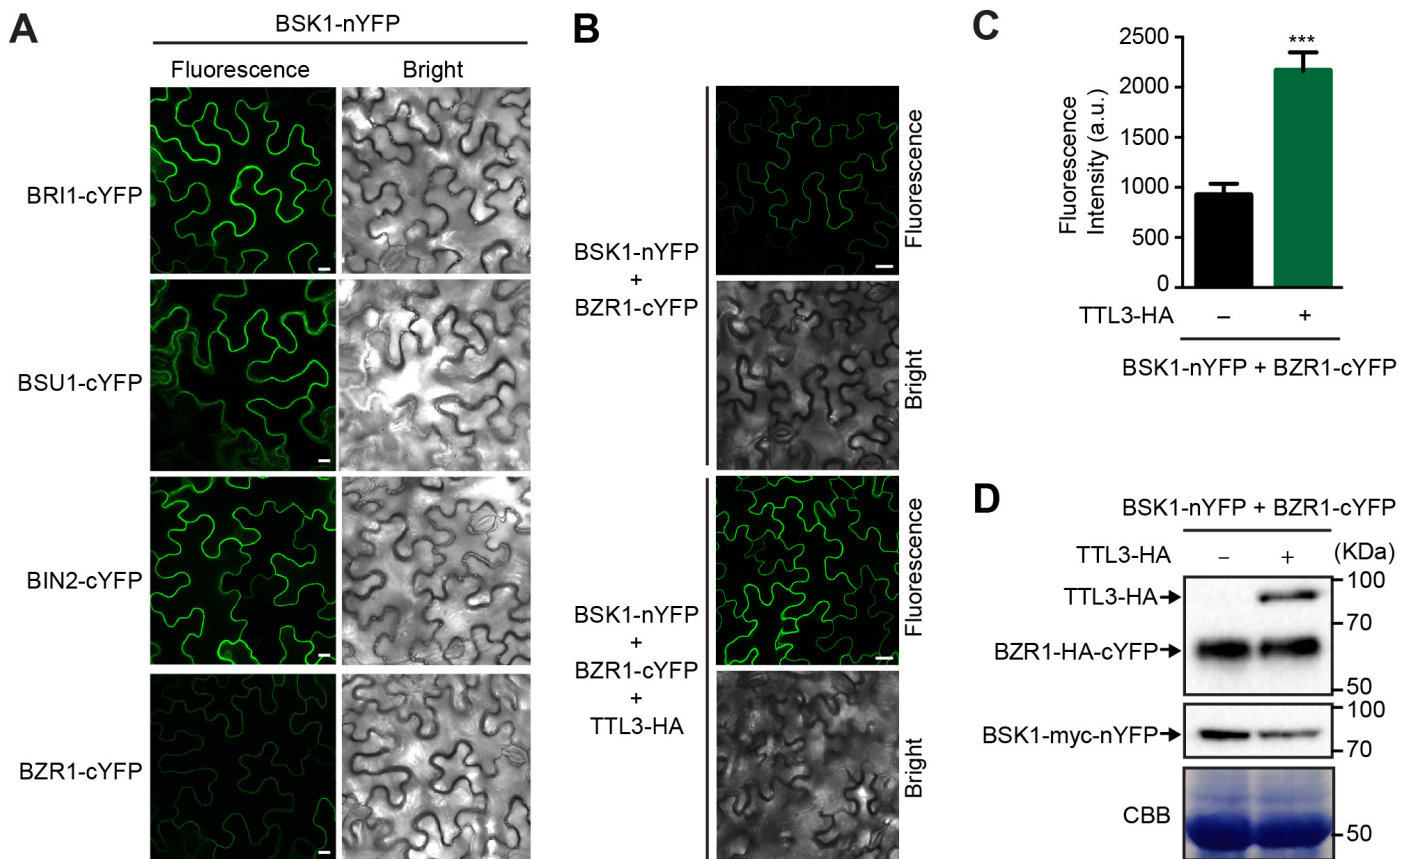 A
BSK1-nYFP
Fluorescence
Bright
BRI1-cYFP
BSU1-cYFP
BIN2-cYFP
BZR1-cYFP
B
BSK1-nYFP
+
BZR1-cYFP
Fluorescence
Bright
BSK1-nYFP
+
BZR1-cYFP
+
TTL3-HA
Fluorescence
Bright
C
Fluorescence
Intensity (a.u.)
2500
2000
1500
1000
500
0
***
TTL3-HA – +
BSK1-nYFP + BZR1-cYFP
D
BSK1-nYFP + BZR1-cYFP
TTL3-HA – + (KDa)
TTL3-HA
BZR1-HA-cYFP
100
70
50
BSK1-myc-nYFP
100
70
CBB
50